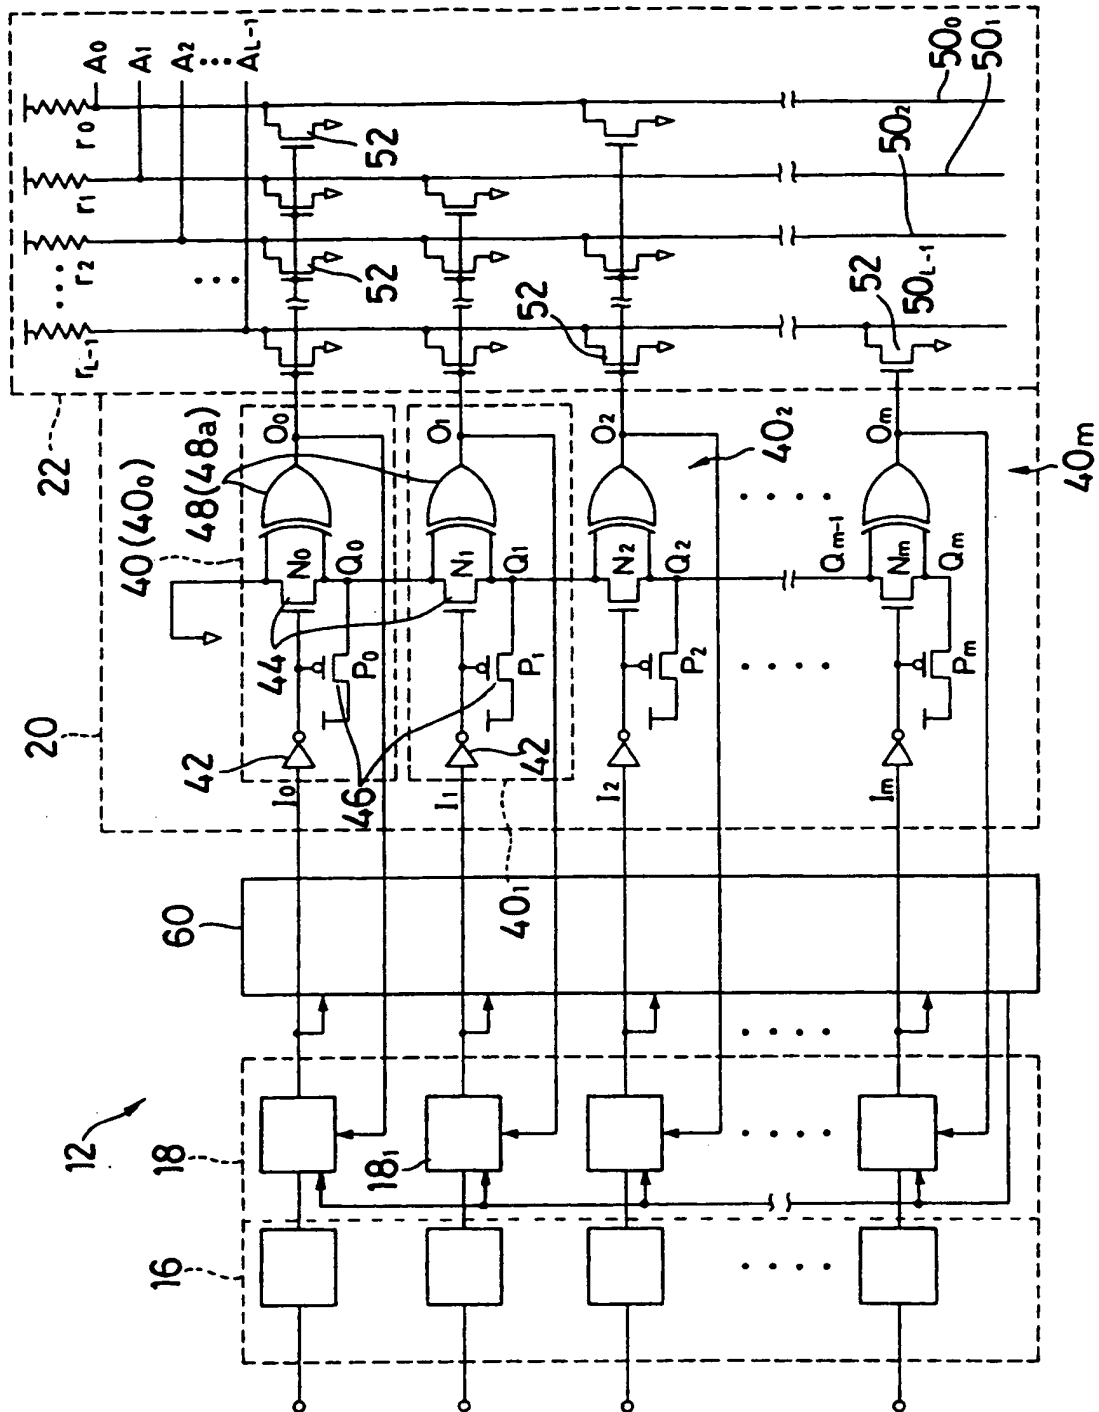 A0
A1
A2
AL-1
r0
r1
r2
rL-1
50₀
50₁
50₂
50L-1
52
52
52
52
22
20
40(40₀)
48(48a)
44
42
46
42
40₁
40₂
40m
O0
O1
O2
Om
N0
N1
N2
Nm
Q0
Q1
Q2
Qm-1
Qm
P0
P1
P2
Pm
I0
I1
I2
Im
60
12
18
18₁
16